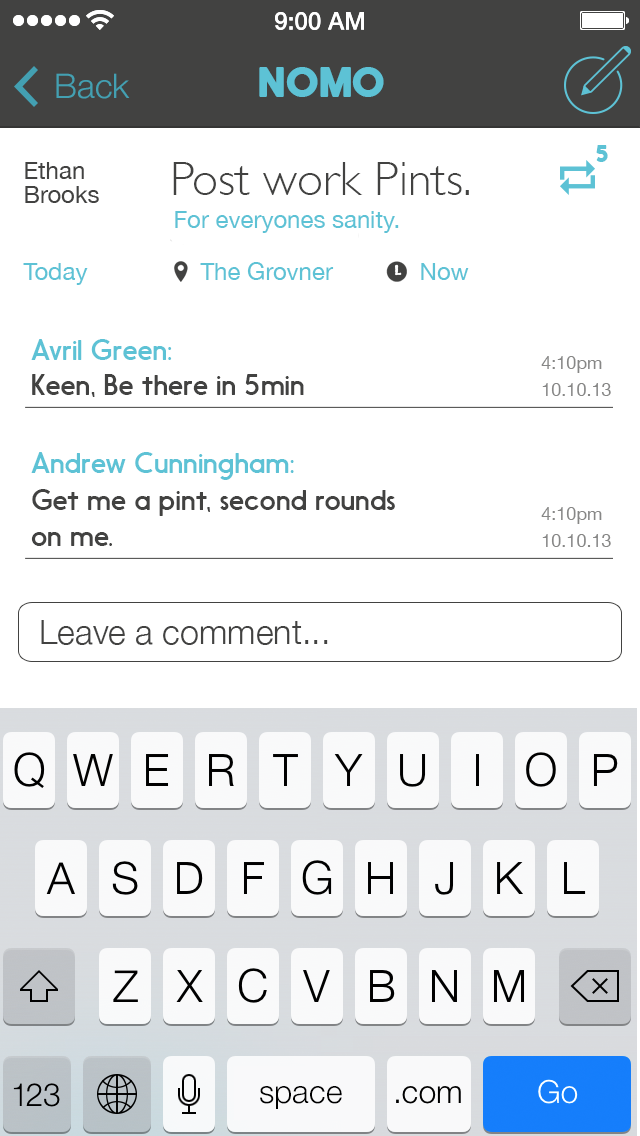 9:00 AM
Back
NOMO
Ethan
Brooks
Post work Pints.
5
For everyones sanity.
Today
The Grovner
Now
Avril Green:
Keen, Be there in 5min
4:10pm
10.10.13
Andrew Cunningham:
Get me a pint, second rounds
on me.
4:10pm
10.10.13
Leave a comment...
Q W E R T Y U I O P
A S D F G H J K L
Z X C V B N M
123 space .com Go